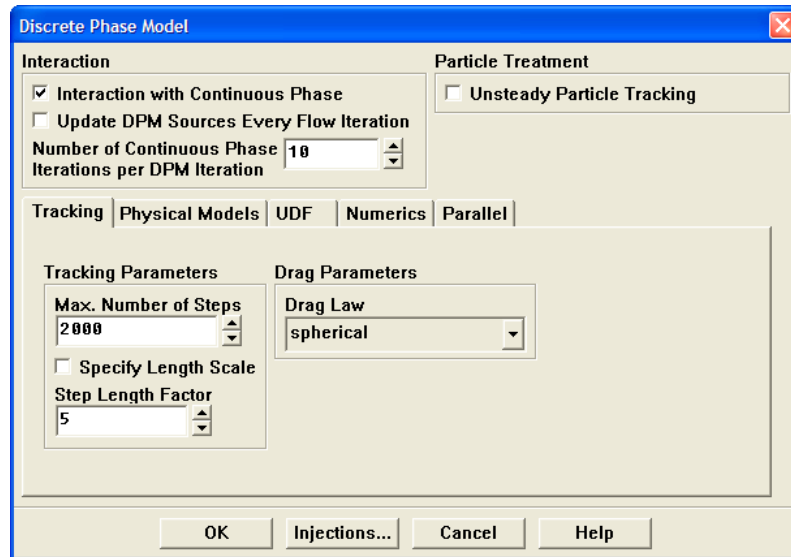 Discrete Phase Model
Interaction
Interaction with Continuous Phase
Update DPM Sources Every Flow Iteration
Number of Continuous Phase
Iterations per DPM Iteration
10
Particle Treatment
Unsteady Particle Tracking
Tracking Physical Models UDF Numerics Parallel
Tracking Parameters
Max. Number of Steps
2000
Specify Length Scale
Step Length Factor
5
Drag Parameters
Drag Law
spherical
OK Injections... Cancel Help